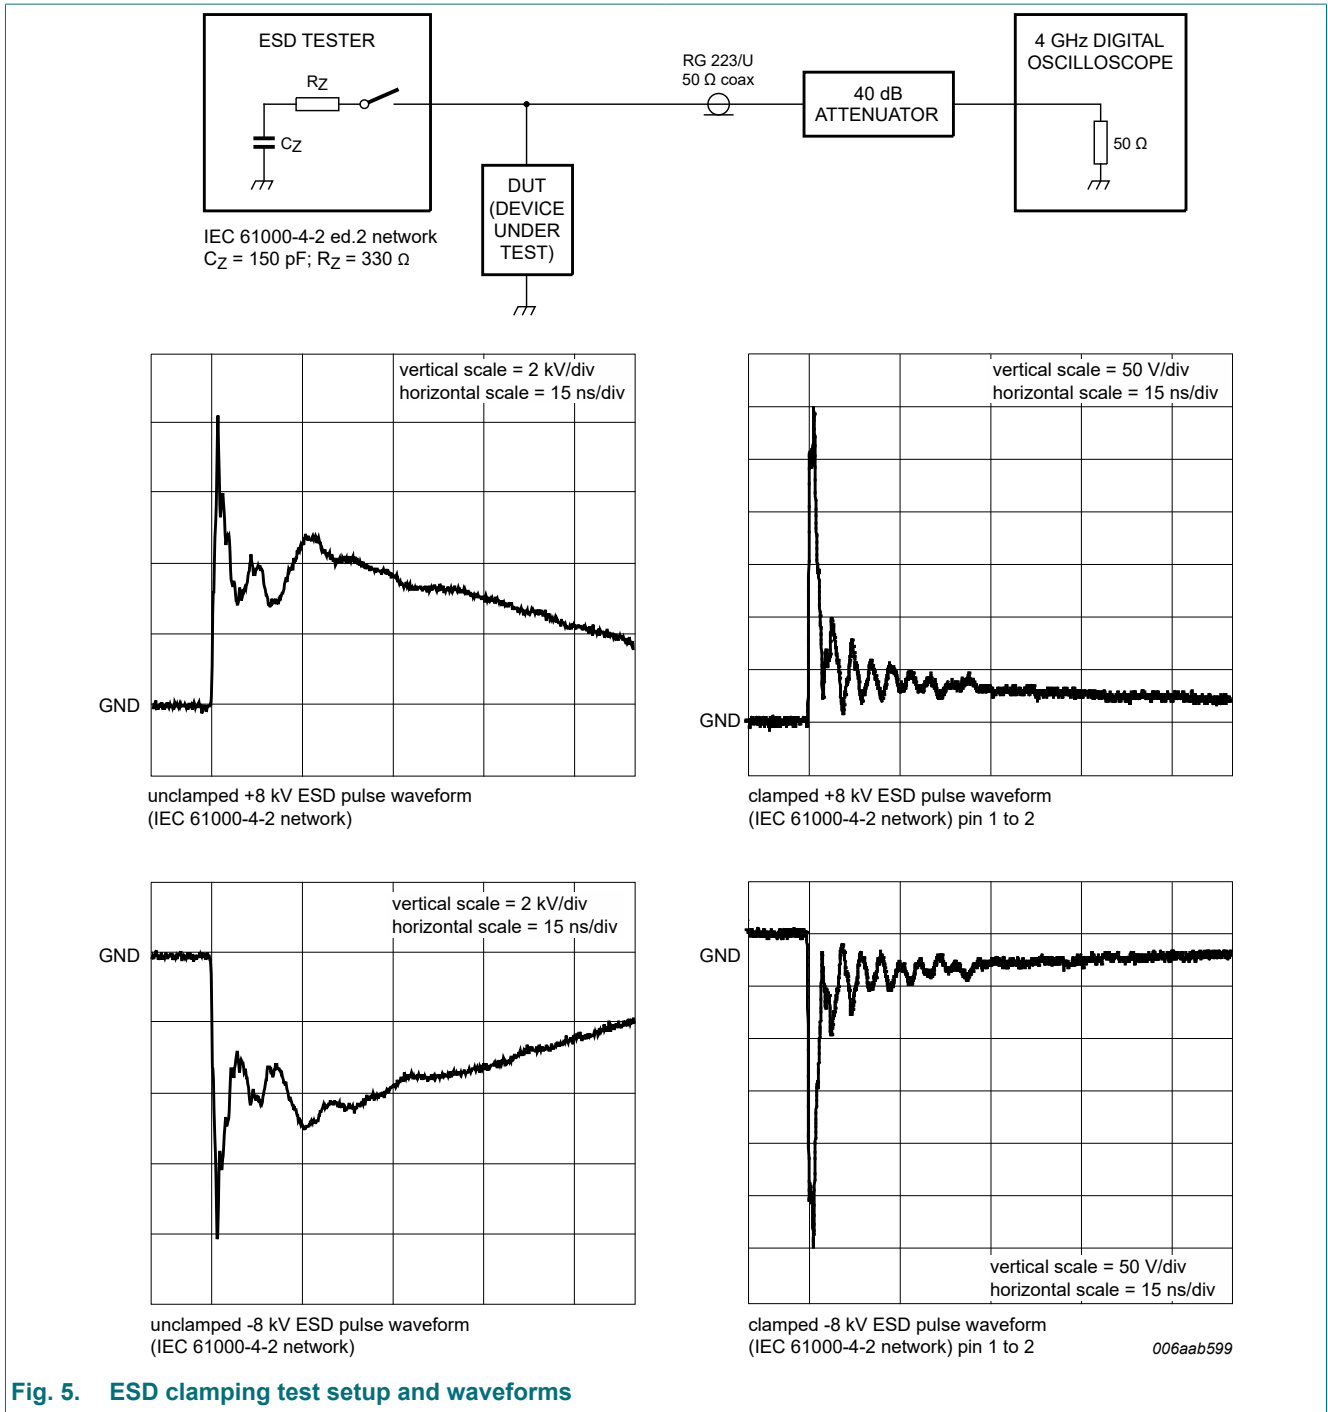 ESD TESTER
RZ
CZ
IEC 61000-4-2 ed.2 network
CZ = 150 pF; RZ = 330 Ω
DUT
(DEVICE
UNDER
TEST)
RG 223/U
50 Ω coax
40 dB
ATTENUATOR
4 GHz DIGITAL
OSCILLOSCOPE
50 Ω
vertical scale = 2 kV/div
horizontal scale = 15 ns/div
GND
unclamped +8 kV ESD pulse waveform
(IEC 61000-4-2 network)
vertical scale = 50 V/div
horizontal scale = 15 ns/div
GND
clamped +8 kV ESD pulse waveform
(IEC 61000-4-2 network) pin 1 to 2
vertical scale = 2 kV/div
horizontal scale = 15 ns/div
GND
unclamped -8 kV ESD pulse waveform
(IEC 61000-4-2 network)
GND
vertical scale = 50 V/div
horizontal scale = 15 ns/div
clamped -8 kV ESD pulse waveform
(IEC 61000-4-2 network) pin 1 to 2
006aab599
Fig. 5. ESD clamping test setup and waveforms